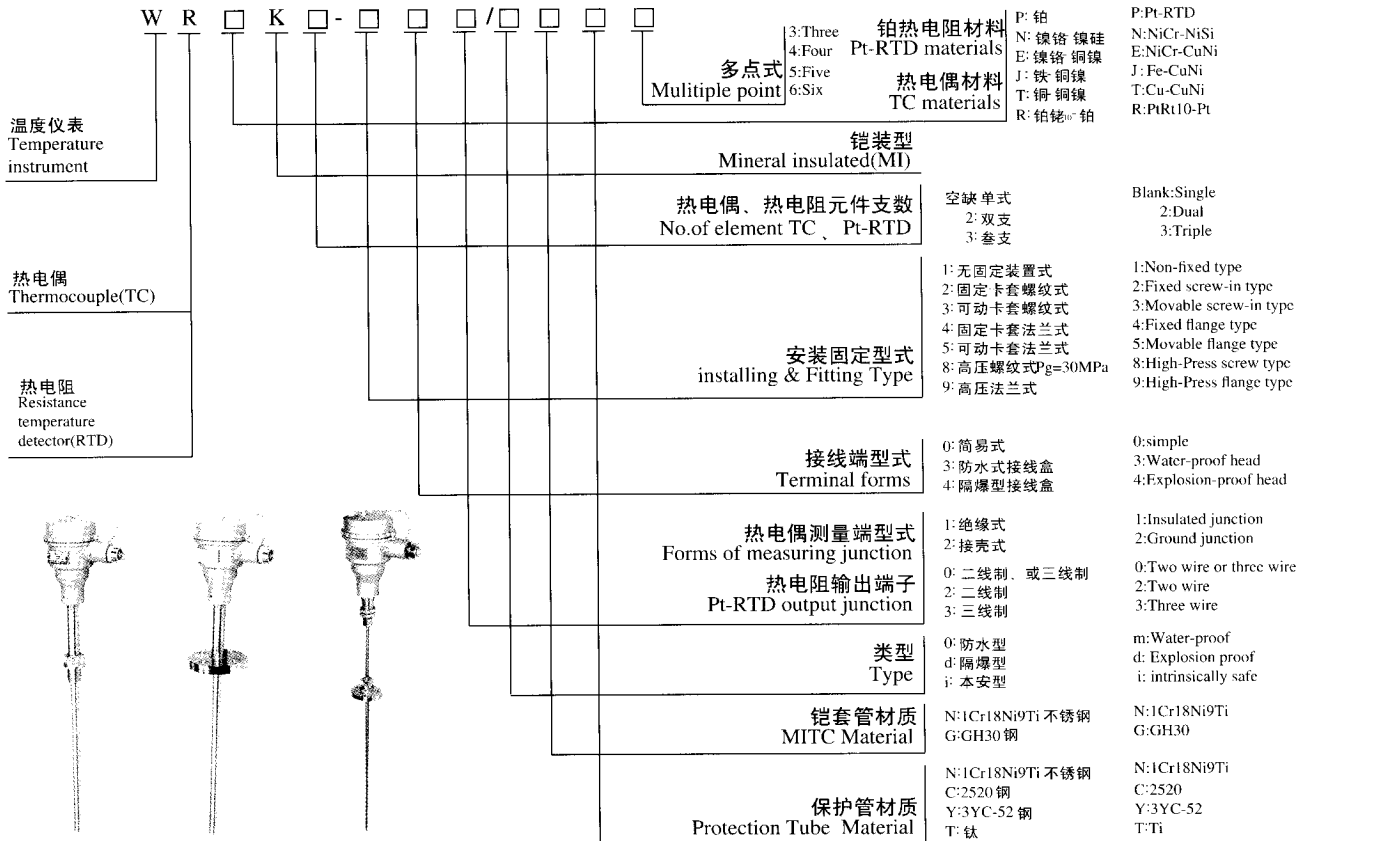 W R □ K □-□ □ □/□ □ □ □
3:Three
4:Four
5:Five
6:Six
多点式
Mulitiple point
铂热电阻材料
Pt-RTD materials
热电偶材料
TC materials
P: 铂
N: 镍铬 镍硅
E: 镍铬 铜镍
J: 铁 铜镍
T: 铜 铜镍
R: 铂铑10- 铂
P:Pt-RTD
N:NiCr-NiSi
E:NiCr-CuNi
J:Fe-CuNi
T:Cu-CuNi
R:PtRt10-Pt
温度仪表
Temperature
instrument
铠装型
Mineral insulated(MI)
热电偶、热电阻元件支数
No.of element TC 、 Pt-RTD
空缺 单式
2: 双支
3: 叁支
Blank:Single
2:Dual
3:Triple
热电偶
Thermocouple(TC)
热电阻
Resistance
temperature
detector(RTD)
安装固定型式
installing & Fitting Type
1: 无固定装置式
2: 固定卡套螺纹式
3: 可动卡套螺纹式
4: 固定卡套法兰式
5: 可动卡套法兰式
8: 高压螺纹式Pg=30MPa
9: 高压法兰式
1:Non-fixed type
2:Fixed screw-in type
3:Movable screw-in type
4:Fixed flange type
5:Movable flange type
8:High-Press screw type
9:High-Press flange type
接线端型式
Terminal forms
0: 简易式
3: 防水式接线盒
4: 隔爆型接线盒
0:simple
3:Water-proof head
4:Explosion-proof head
热电偶测量端型式
Forms of measuring junction
1: 绝缘式
2: 接壳式
1:Insulated junction
2:Ground junction
热电阻输出端子
Pt-RTD output junction
0: 二线制、或三线制
2: 二线制
3: 三线制
0:Two wire or three wire
2:Two wire
3:Three wire
类型
Type
0: 防水型
d: 隔爆型
i: 本安型
m:Water-proof
d: Explosion proof
i: intrinsically safe
铠套管材质
MITC Material
N:1Cr18Ni9Ti 不锈钢
G:GH30 钢
N:1Cr18Ni9Ti
G:GH30
保护管材质
Protection Tube Material
N:1Cr18Ni9Ti 不锈钢
C:2520 钢
Y:3YC-52 钢
T: 钛
N:1Cr18Ni9Ti
C:2520
Y:3YC-52
T:Ti